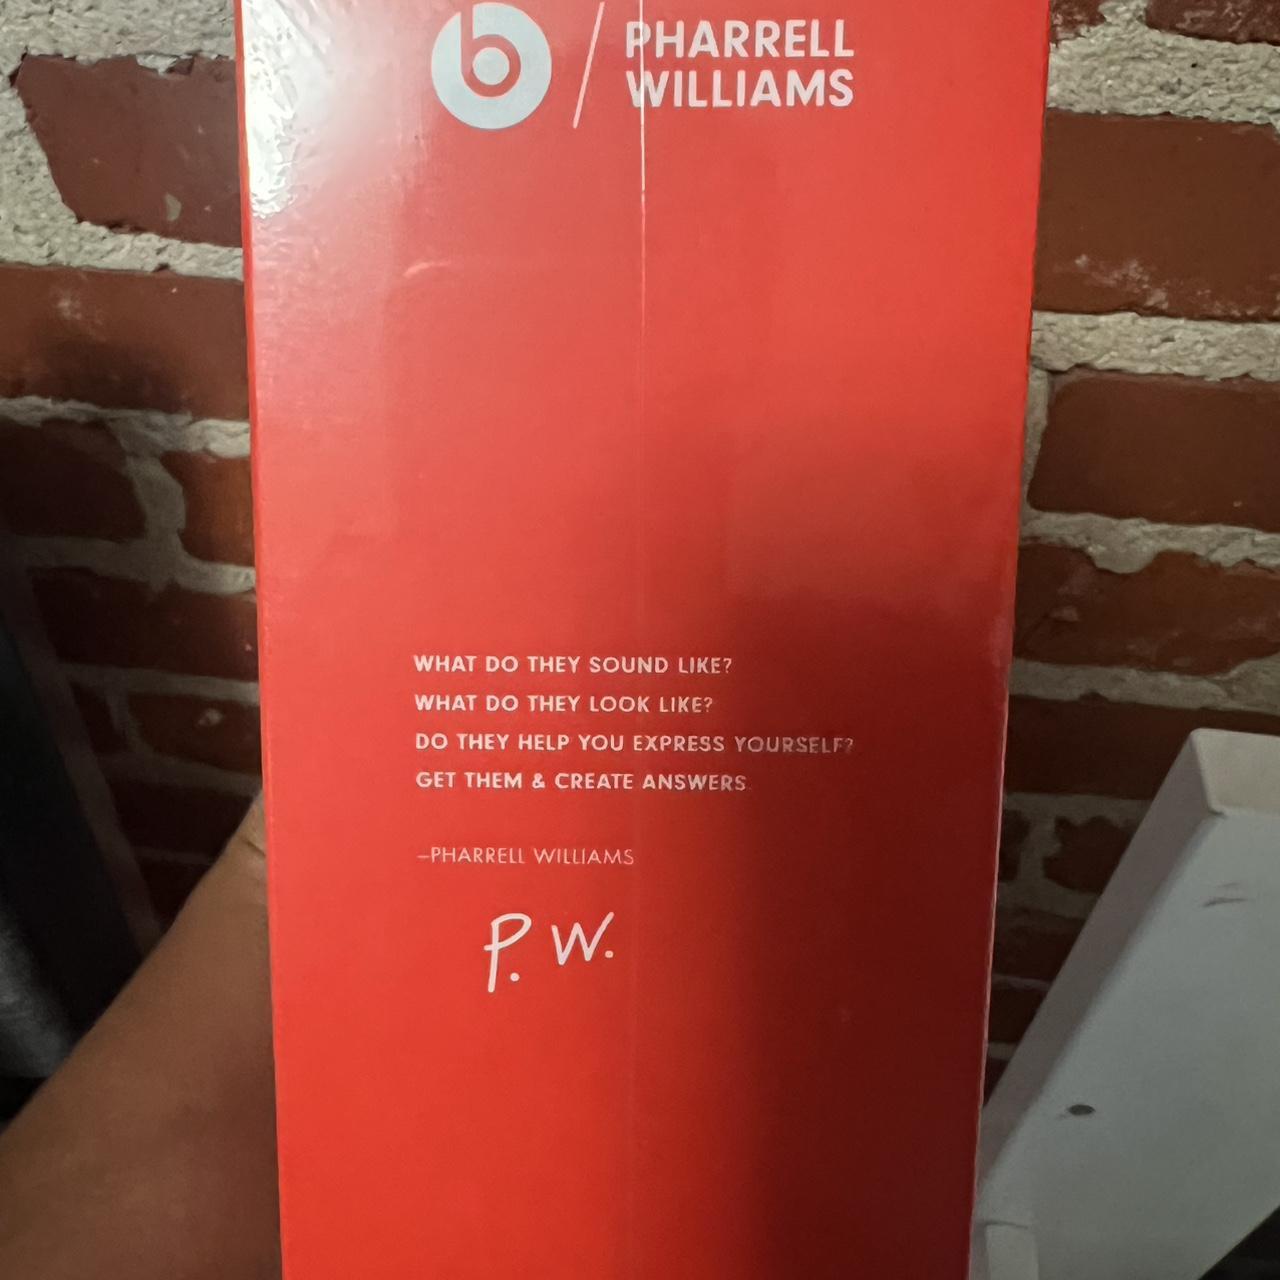 b / PHARRELL
WILLIAMS
WHAT DO THEY SOUND LIKE?
WHAT DO THEY LOOK LIKE?
DO THEY HELP YOU EXPRESS YOURSELF?
GET THEM & CREATE ANSWERS
–PHARRELL WILLIAMS
P. W.